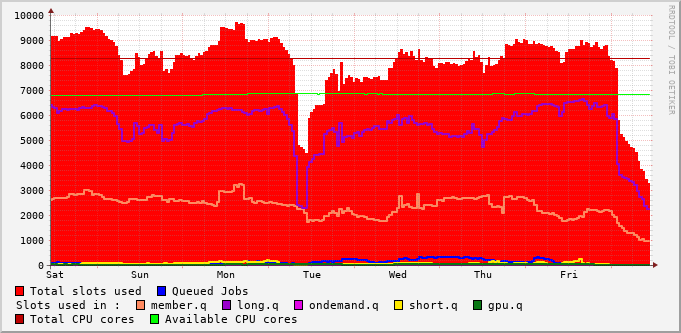 10000
9000
8000
7000
6000
5000
4000
3000
2000
1000
0
Sat Sun Mon Tue Wed Thu Fri
RRDTOOL / TOBI OETIKER
Total slots used Queued Jobs
Slots used in : member.q long.q ondemand.q short.q gpu.q
Total CPU cores Available CPU cores